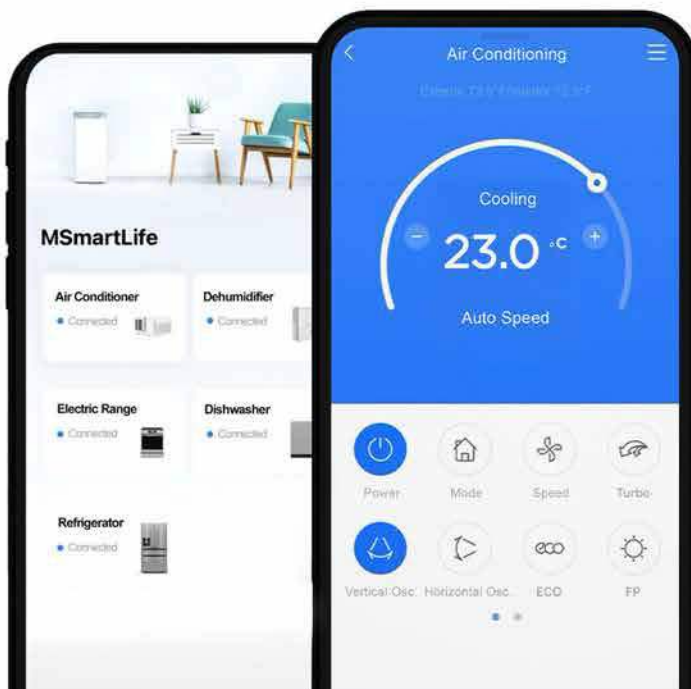 MSmartLife
Air Conditioner
Connected
Dehumidifier
Connected
Electric Range
Connected
Dishwasher
Connected
Refrigerator
Connected
Air Conditioning
Cooling
23.0 °C
Auto Speed
Power
Mode
Speed
Turbo
Vertical Osc.
Horizontal Osc.
ECO
FP